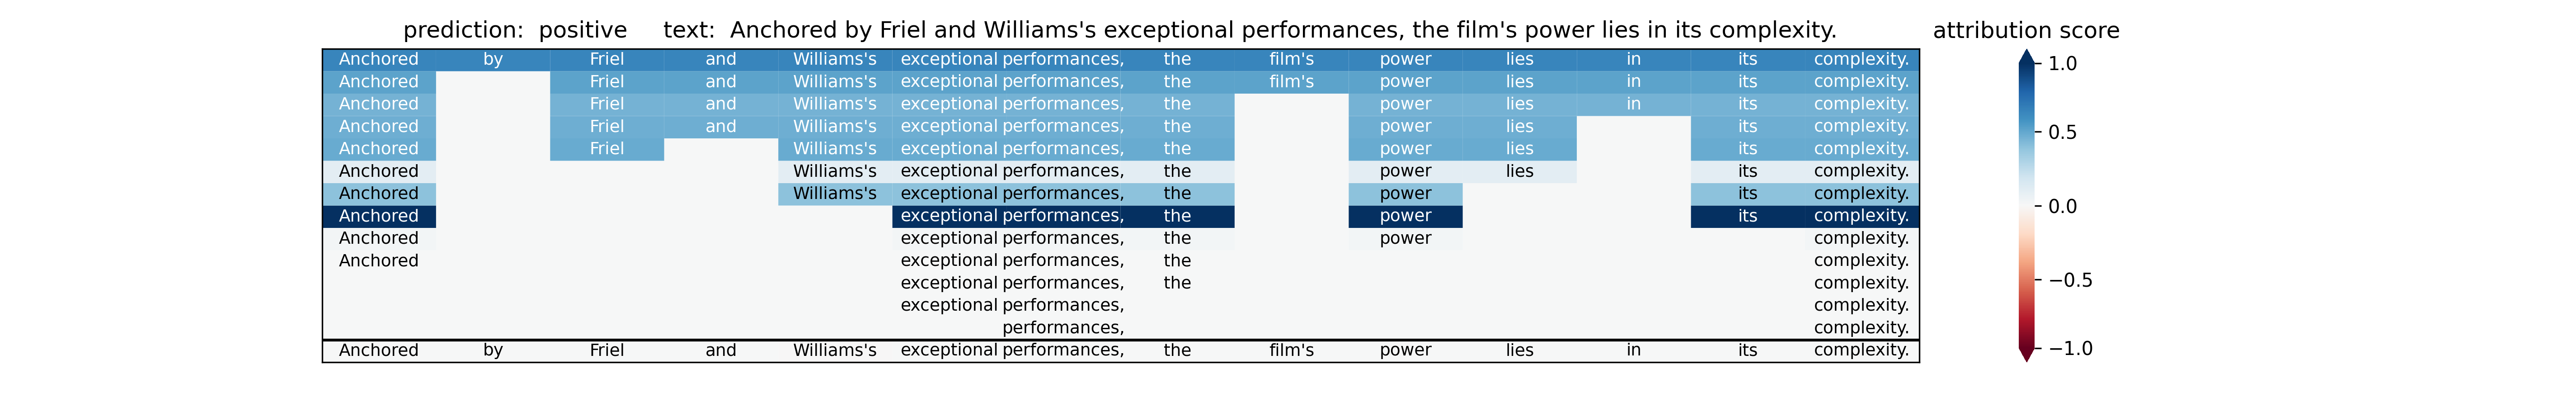 prediction: positive text: Anchored by Friel and Williams's exceptional performances, the film's power lies in its complexity. attribution score
Anchored by Friel and Williams's exceptional performances, the film's power lies in its complexity. 1.0
Anchored Friel and Williams's exceptional performances, the film's power lies in its complexity.
Anchored Friel and Williams's exceptional performances, the power lies in its complexity.
Anchored Friel and Williams's exceptional performances, the power lies its complexity. 0.5
Anchored Friel Williams's exceptional performances, the power lies its complexity.
Anchored Williams's exceptional performances, the power lies its complexity.
Anchored Williams's exceptional performances, the power its complexity.
Anchored exceptional performances, the power its complexity. 0.0
Anchored exceptional performances, the power complexity.
Anchored exceptional performances, the complexity.
exceptional performances, the complexity. −0.5
exceptional performances, complexity.
performances, complexity.
Anchored by Friel and Williams's exceptional performances, the film's power lies in its complexity. −1.0